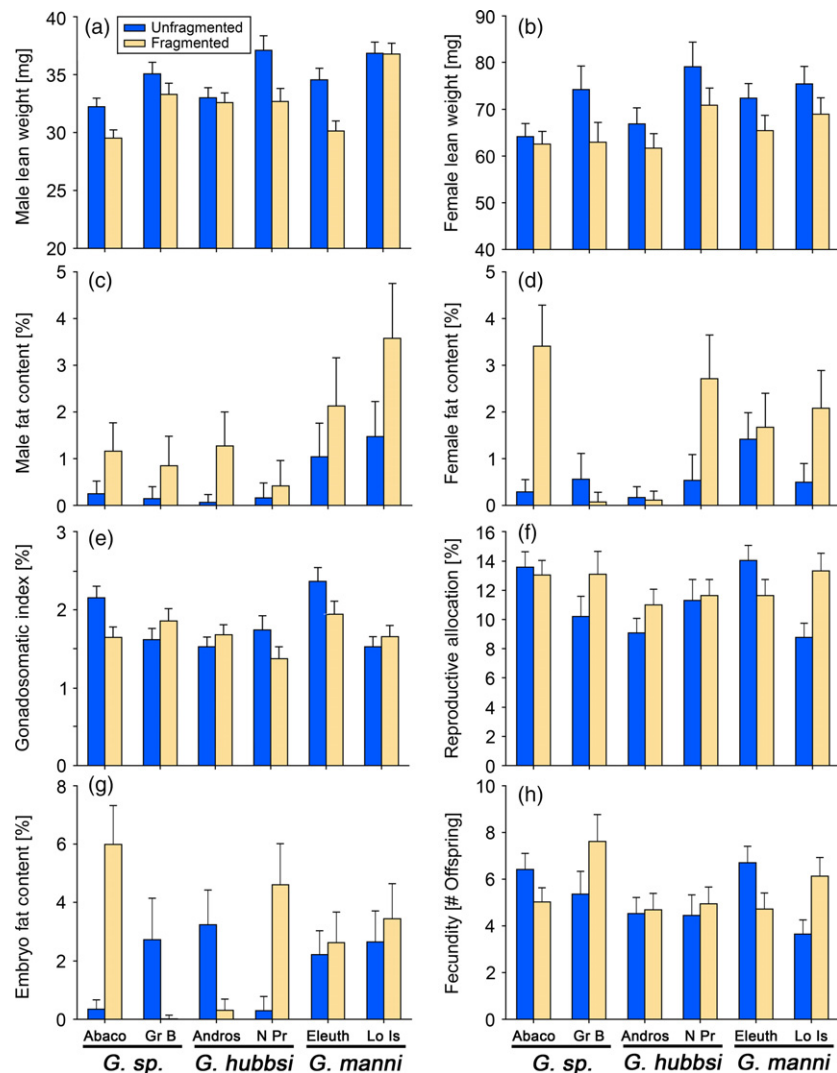 (a)
Unfragmented
Fragmented
Male lean weight [mg]
40
35
30
25
20
(b)
Female lean weight [mg]
90
80
70
60
50
40
(c)
Male fat content [%]
5
4
3
2
1
0
(d)
Female fat content [%]
5
4
3
2
1
0
(e)
Gonadosomatic index [%]
3
2
1
0
(f)
Reproductive allocation [%]
16
14
12
10
8
6
4
2
0
(g)
Embryo fat content [%]
8
6
4
2
0
(h)
Fecundity [# Offspring]
10
8
6
4
2
0
Abaco Gr B Andros N Pr Eleuth Lo Is
G. sp. G. hubbsi G. manni
Abaco Gr B Andros N Pr Eleuth Lo Is
G. sp. G. hubbsi G. manni